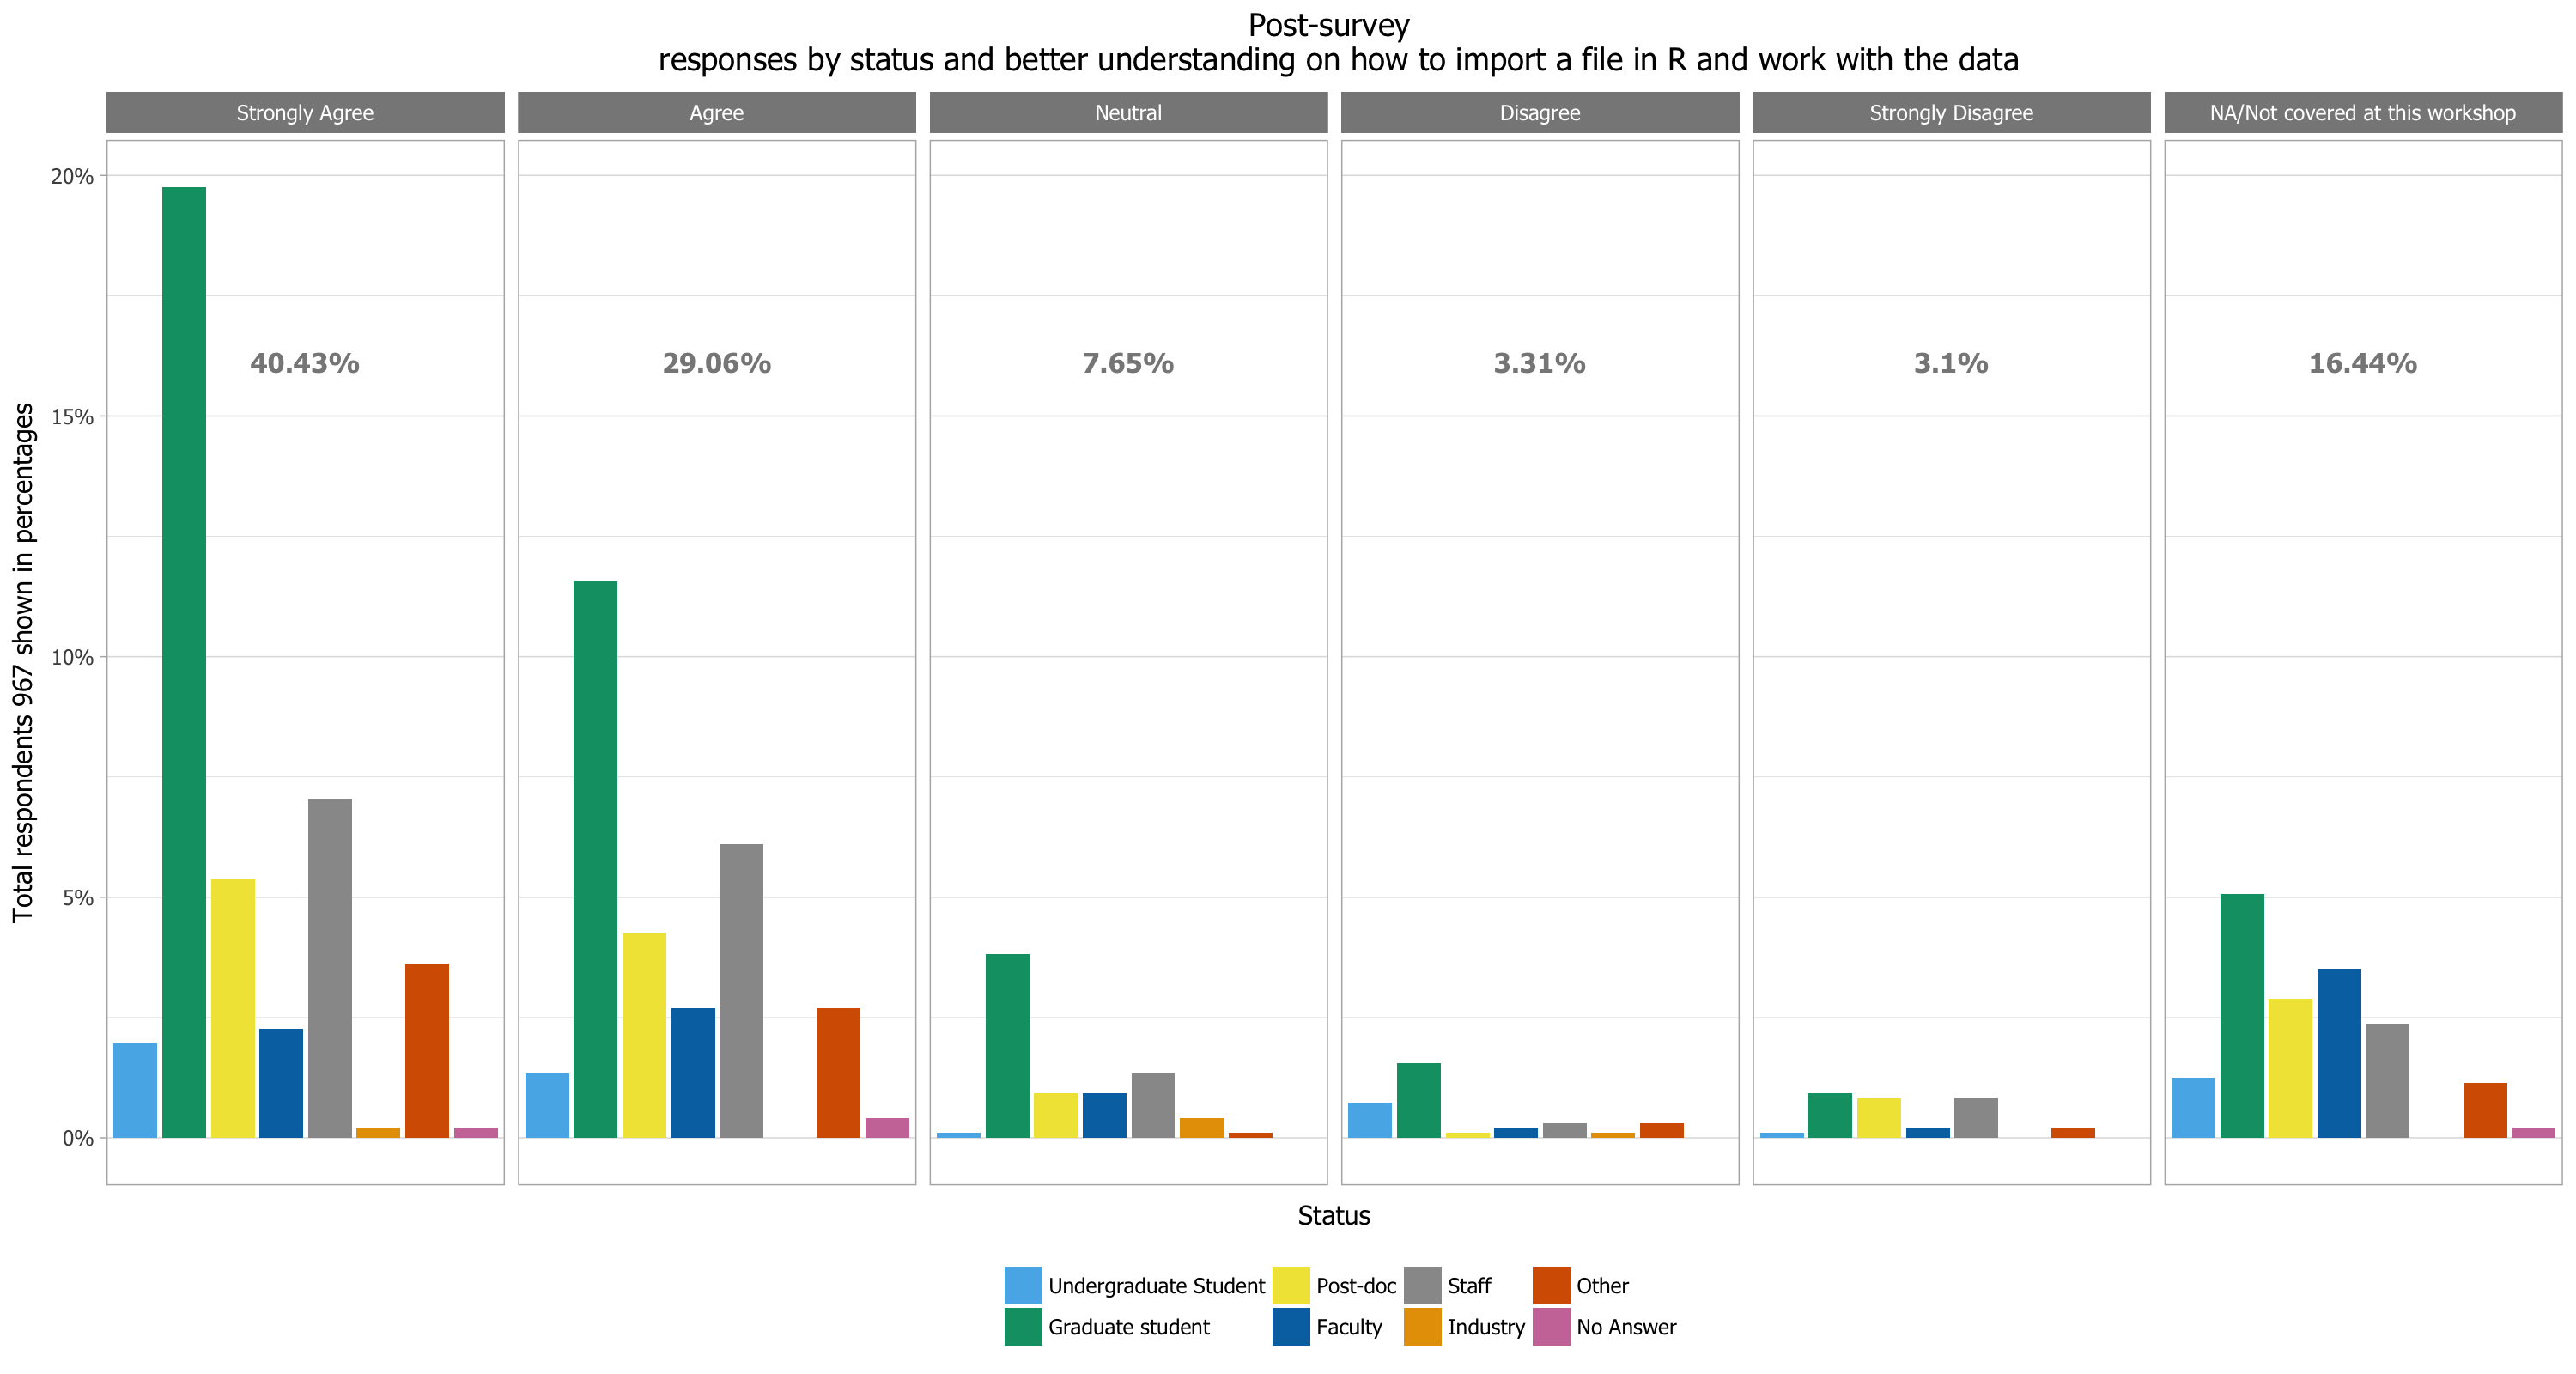 Post-survey
responses by status and better understanding on how to import a file in R and work with the data
Strongly Agree
Agree
Neutral
Disagree
Strongly Disagree
NA/Not covered at this workshop
Total respondents 967 shown in percentages
20%
15%
10%
5%
0%
40.43%
29.06%
7.65%
3.31%
3.1%
16.44%
Status
Undergraduate Student
Post-doc
Staff
Other
Graduate student
Faculty
Industry
No Answer